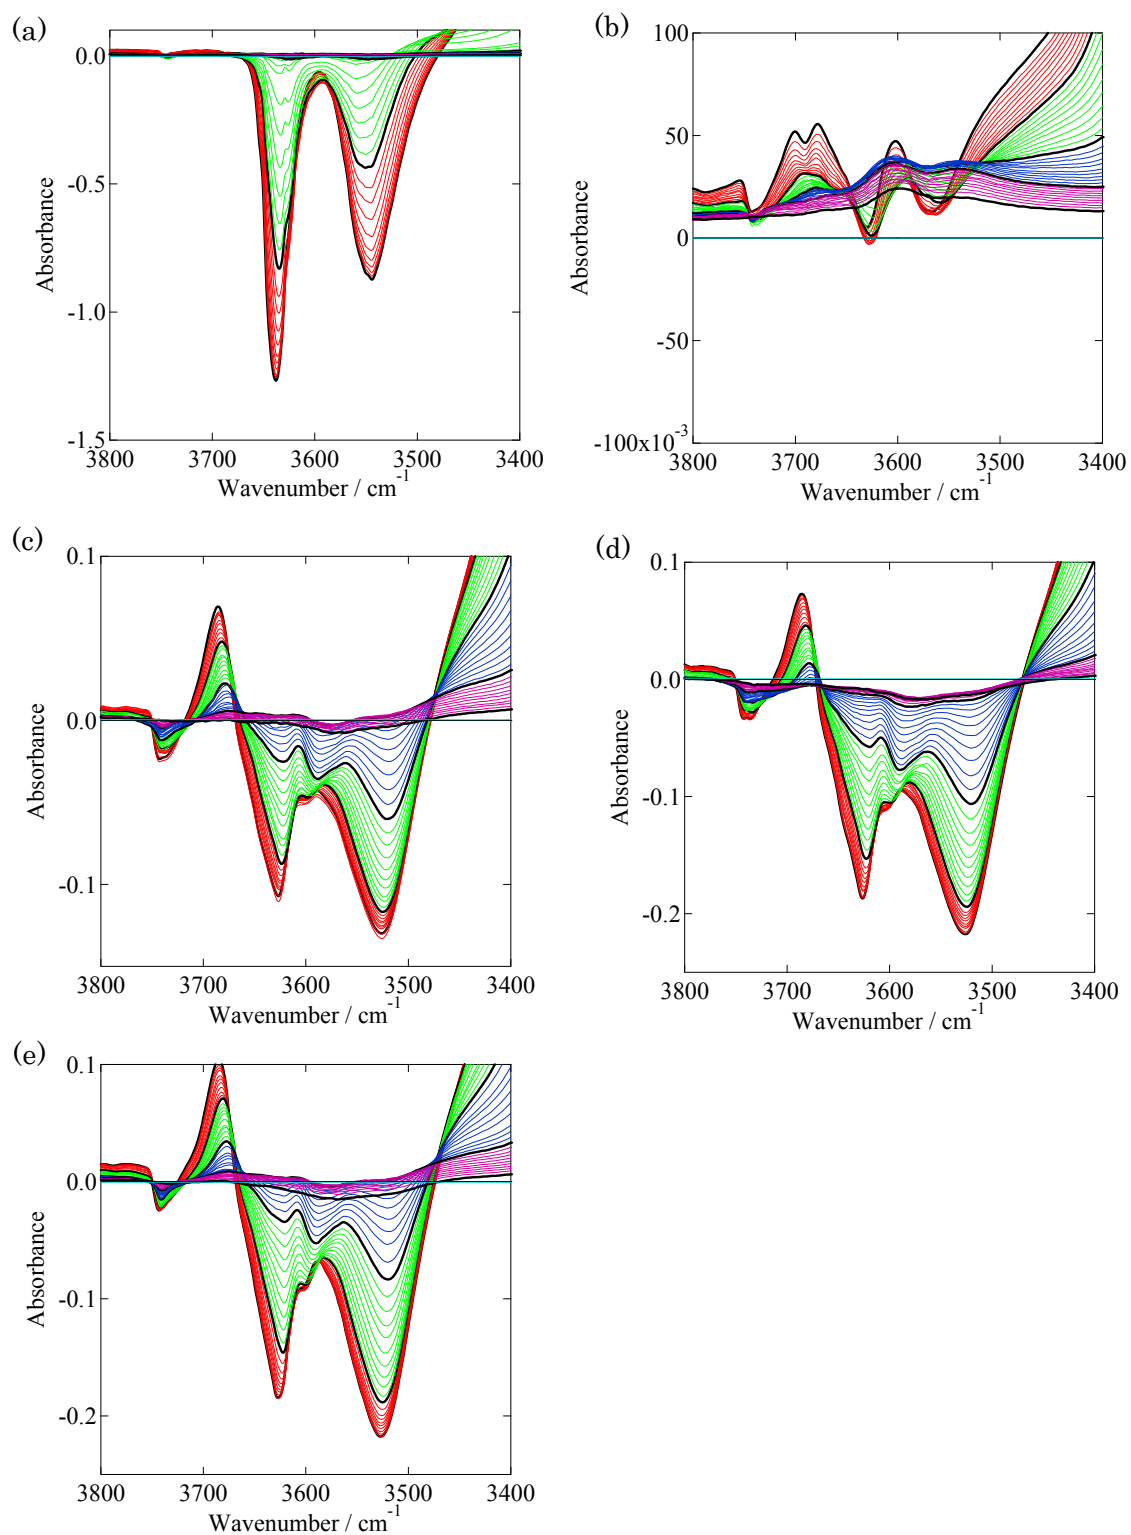 (a)
0.0
-0.5
-1.0
-1.5
Absorbance
3800 3700 3600 3500 3400
Wavenumber / cm-1
(b)
100
50
0
-50
-100x10-3
Absorbance
3800 3700 3600 3500 3400
Wavenumber / cm-1
(c)
0.1
0.0
-0.1
Absorbance
3800 3700 3600 3500 3400
Wavenumber / cm-1
(d)
0.1
0.0
-0.1
-0.2
Absorbance
3800 3700 3600 3500 3400
Wavenumber / cm-1
(e)
0.1
0.0
-0.1
-0.2
Absorbance
3800 3700 3600 3500 3400
Wavenumber / cm-1